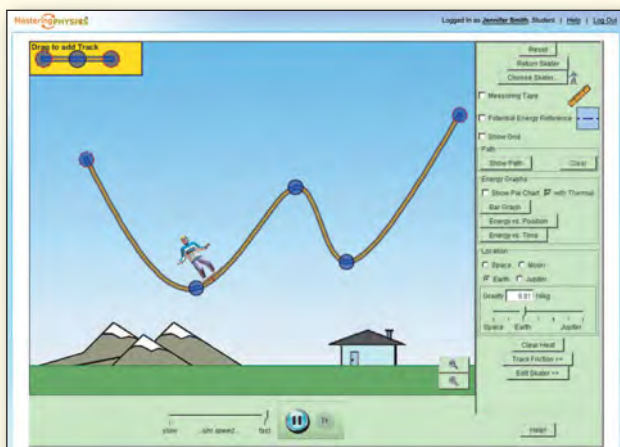 MasteringPHYSICS
Logged in as Jennifer Smith, Student | Help | Log Out
Drag to add Track
Reset
Return Skater
Choose Skater...
Measuring Tape
Potential Energy Reference
Show Grid
Path
Show Path
Clear
Energy Graphs
Show Pie Chart
with Thermal
Bar Graph
Energy vs. Position
Energy vs. Time
Location
Space
Moon
Earth
Jupiter
Gravity 9.81 N/kg
Space Earth Jupiter
Clear Heat
Track Friction >>
Edit Skater >>
slow ...sim speed... fast
Help!